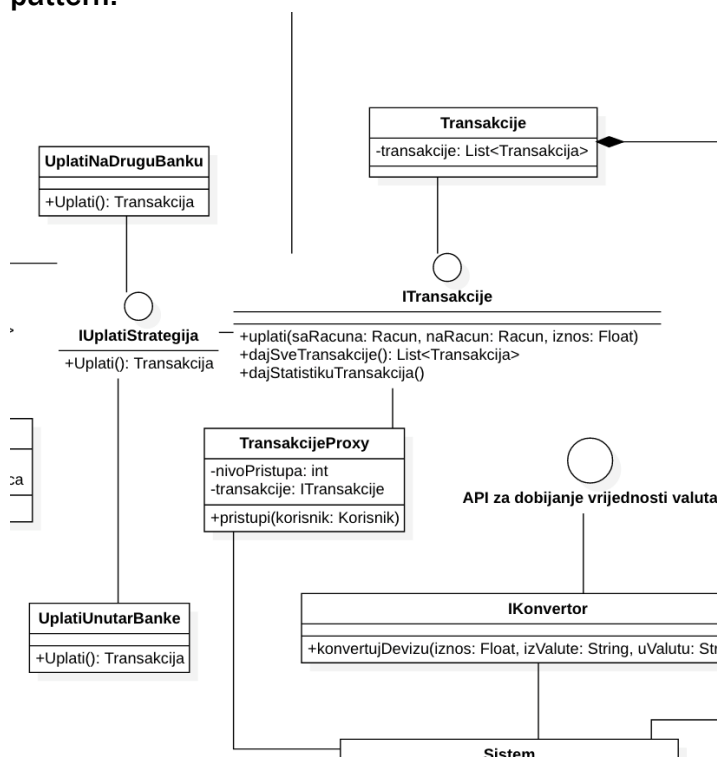 pattern.
Transakcije
-transakcije: List<Transakcija>
UplatiNaDruguBanku
+Uplati(): Transakcija
ITransakcije
+uplati(saRacuna: Racun, naRacun: Racun, iznos: Float)
+dajSveTransakcije(): List<Transakcija>
+dajStatistikuTransakcija()
IUplatiStrategija
+Uplati(): Transakcija
>
TransakcijeProxy
-nivoPristupa: int
-transakcije: ITransakcije
+pristupi(korisnik: Korisnik)
ca
API za dobijanje vrijednosti valuta
UplatiUnutarBanke
+Uplati(): Transakcija
IKonvertor
+konvertujDevizu(iznos: Float, izValute: String, uValutu: Str
Sistem